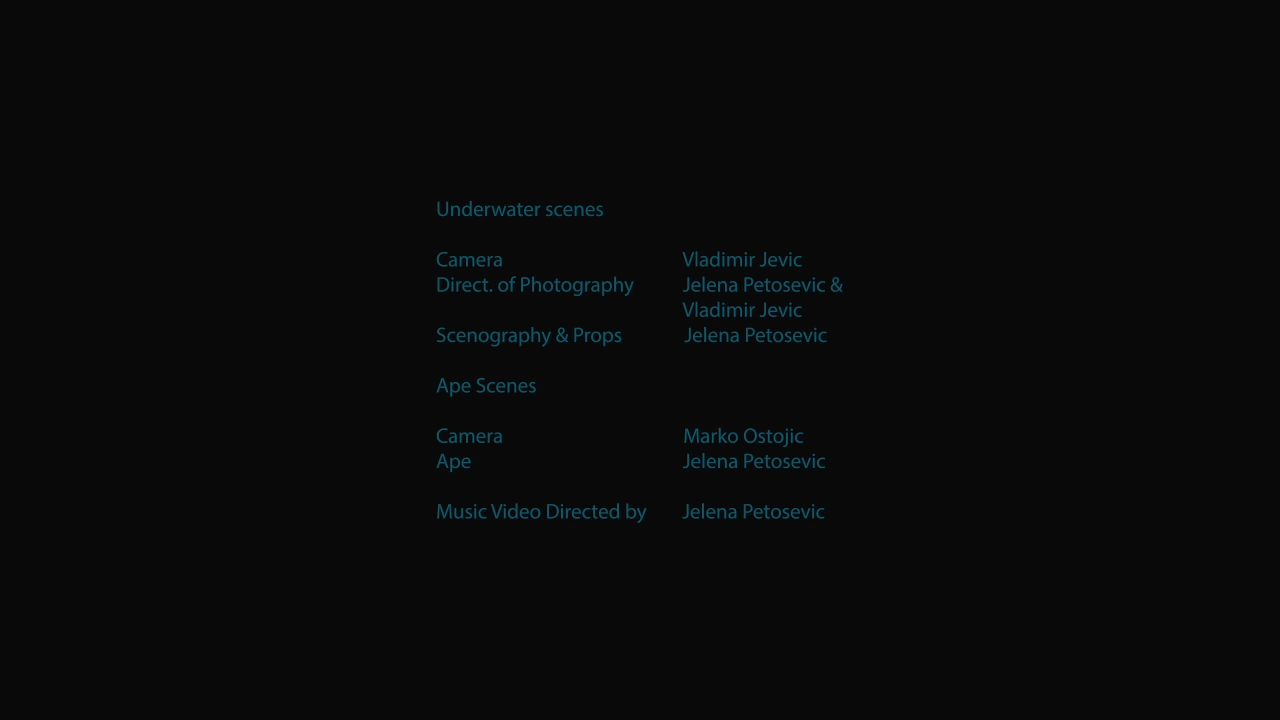 Underwater scenes
Camera Vladimir Jevic
Direct. of Photography Jelena Petosevic &
Vladimir Jevic
Scenography & Props Jelena Petosevic
Ape Scenes
Camera Marko Ostojic
Ape Jelena Petosevic
Music Video Directed by Jelena Petosevic